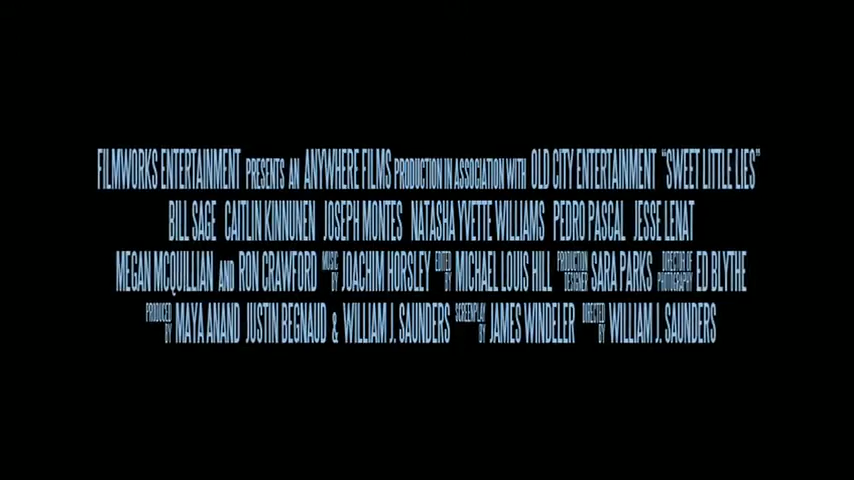 FILMWORKS ENTERTAINMENT PRESENTS AN ANYWHERE FILMS PRODUCTION IN ASSOCIATION WITH OLD CITY ENTERTAINMENT "SWEET LITTLE LIES"
BILL SAGE CAITLIN KINNUNEN JOSEPH MONTES NATASHA YVETTE WILLIAMS PEDRO PASCAL JESSE LENAT
MEGAN MCQUILLIAN AND RON CRAWFORD MUSIC BY JOACHIM HORSLEY EDITED BY MICHAEL LOUIS HILL PRODUCTION DESIGNER SARA PARKS DIRECTOR OF PHOTOGRAPHY ED BLYTHE
PRODUCED BY MAYA ANAND JUSTIN BEGNAUD & WILLIAM J. SAUNDERS SCREENPLAY BY JAMES WINDELER DIRECTED BY WILLIAM J. SAUNDERS